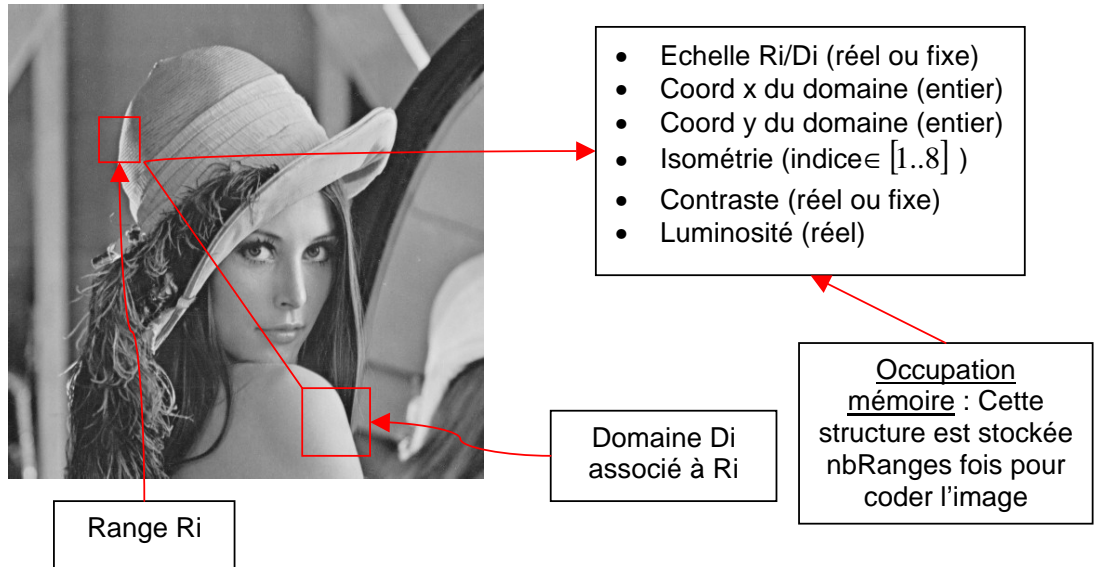 • Echelle Ri/Di (réel ou fixe)
• Coord x du domaine (entier)
• Coord y du domaine (entier)
• Isométrie (indice∈ [1..8] )
• Contraste (réel ou fixe)
• Luminosité (réel)
Occupation
mémoire : Cette
structure est stockée
nbRanges fois pour
coder l'image
Domaine Di
associé à Ri
Range Ri